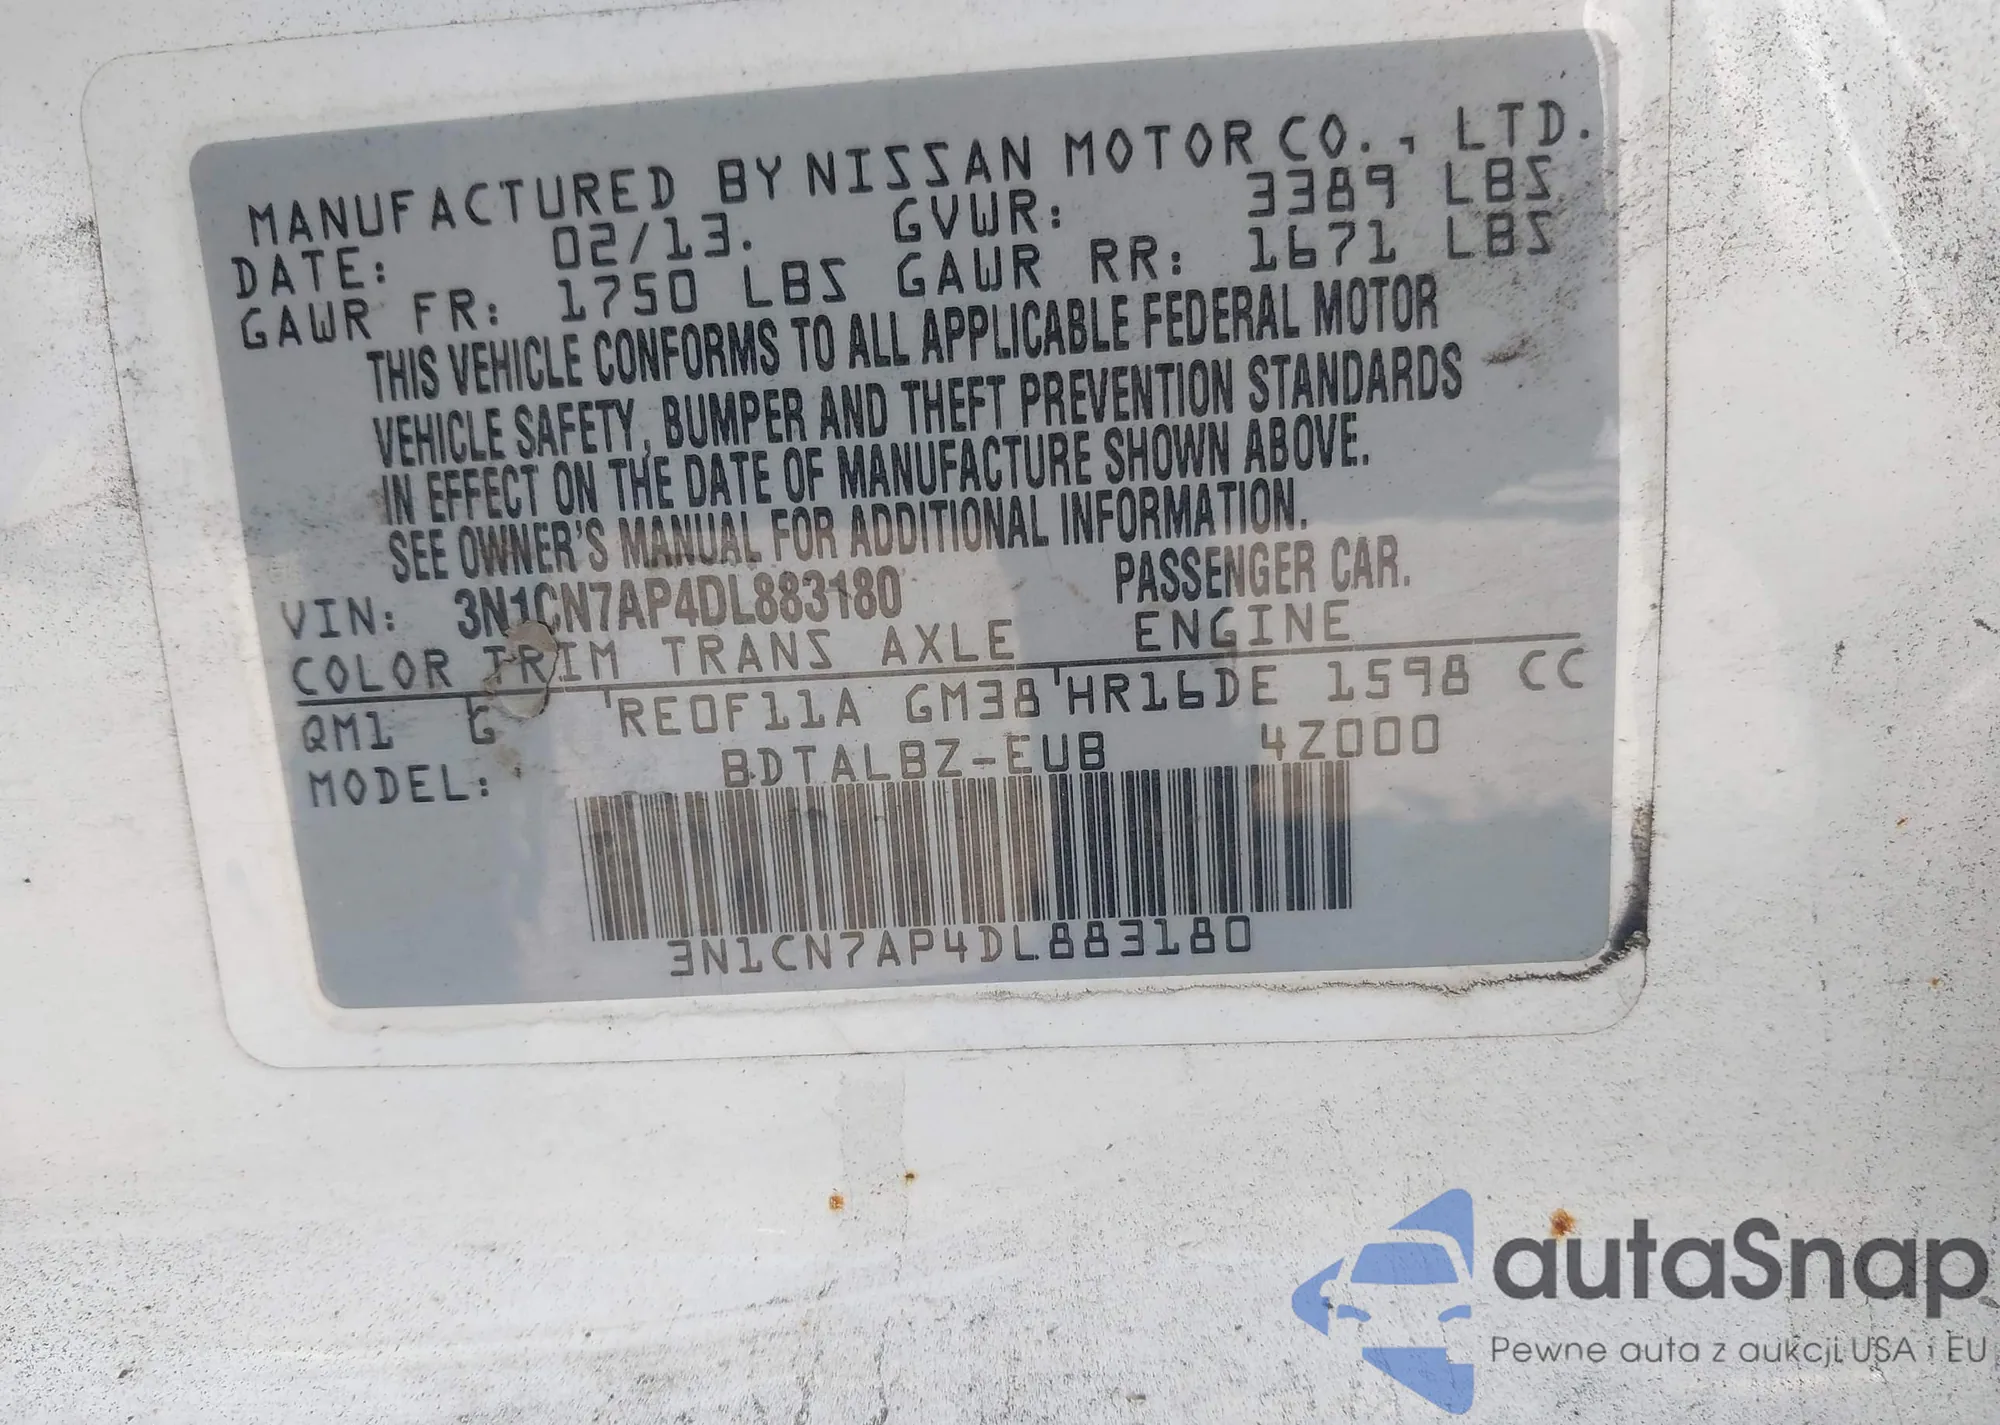 MANUFACTURED BY NISSAN MOTOR CO., LTD.
DATE: 02/13. GVWR: 3389 LBS
GAWR FR: 1750 LBS GAWR RR: 1671 LBS
THIS VEHICLE CONFORMS TO ALL APPLICABLE FEDERAL MOTOR
VEHICLE SAFETY, BUMPER AND THEFT PREVENTION STANDARDS
IN EFFECT ON THE DATE OF MANUFACTURE SHOWN ABOVE.
SEE OWNER'S MANUAL FOR ADDITIONAL INFORMATION.
VIN: 3N1CN7AP4DL883180 PASSENGER CAR.
COLOR TRIM TRANS AXLE ENGINE
QM1 G RE0F11A GM38 HR16DE 1598 CC
MODEL: BDTALBZ-EUB 4Z000
3N1CN7AP4DL883180
autaSnap
Pewne auta z aukcji USA i EU